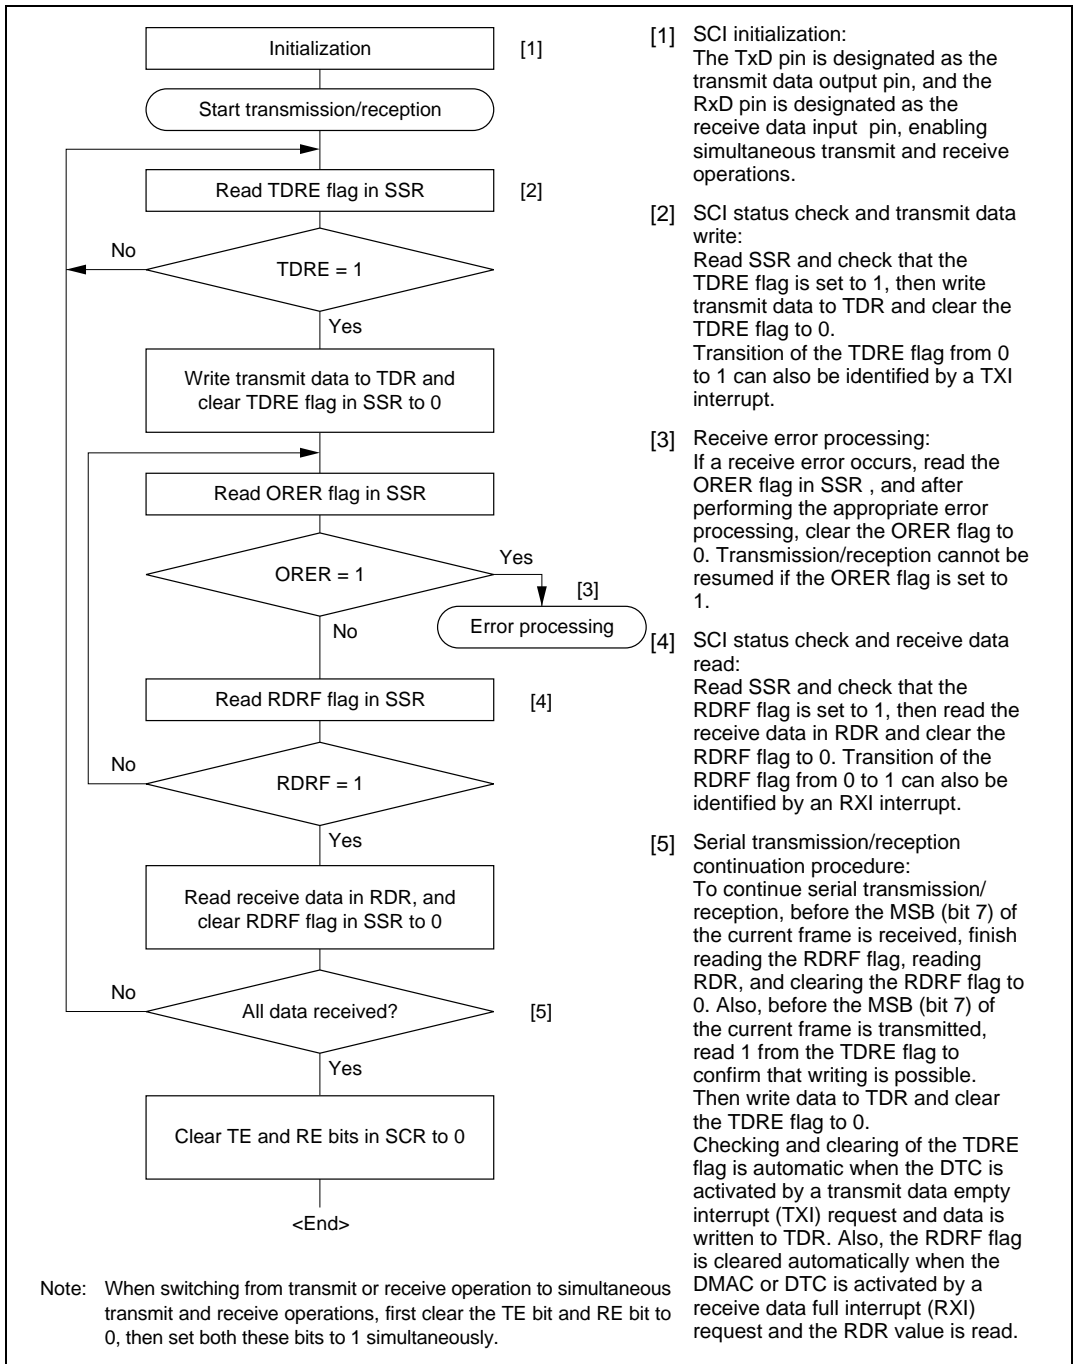 Initialization [1]
Start transmission/reception
Read TDRE flag in SSR [2]
No
TDRE = 1
Yes
Write transmit data to TDR and
clear TDRE flag in SSR to 0
Read ORER flag in SSR
ORER = 1
Yes
[3]
Error processing
No
Read RDRF flag in SSR [4]
No
RDRF = 1
Yes
Read receive data in RDR, and
clear RDRF flag in SSR to 0
No
All data received? [5]
Yes
Clear TE and RE bits in SCR to 0
<End>
[1] SCI initialization:
The TxD pin is designated as the
transmit data output pin, and the
RxD pin is designated as the
receive data input pin, enabling
simultaneous transmit and receive
operations.
[2] SCI status check and transmit data
write:
Read SSR and check that the
TDRE flag is set to 1, then write
transmit data to TDR and clear the
TDRE flag to 0.
Transition of the TDRE flag from 0
to 1 can also be identified by a TXI
interrupt.
[3] Receive error processing:
If a receive error occurs, read the
ORER flag in SSR , and after
performing the appropriate error
processing, clear the ORER flag to
0. Transmission/reception cannot be
resumed if the ORER flag is set to
1.
[4] SCI status check and receive data
read:
Read SSR and check that the
RDRF flag is set to 1, then read the
receive data in RDR and clear the
RDRF flag to 0. Transition of the
RDRF flag from 0 to 1 can also be
identified by an RXI interrupt.
[5] Serial transmission/reception
continuation procedure:
To continue serial transmission/
reception, before the MSB (bit 7) of
the current frame is received, finish
reading the RDRF flag, reading
RDR, and clearing the RDRF flag to
0. Also, before the MSB (bit 7) of
the current frame is transmitted,
read 1 from the TDRE flag to
confirm that writing is possible.
Then write data to TDR and clear
the TDRE flag to 0.
Checking and clearing of the TDRE
flag is automatic when the DTC is
activated by a transmit data empty
interrupt (TXI) request and data is
written to TDR. Also, the RDRF flag
is cleared automatically when the
DMAC or DTC is activated by a
receive data full interrupt (RXI)
request and the RDR value is read.
Note: When switching from transmit or receive operation to simultaneous
transmit and receive operations, first clear the TE bit and RE bit to
0, then set both these bits to 1 simultaneously.